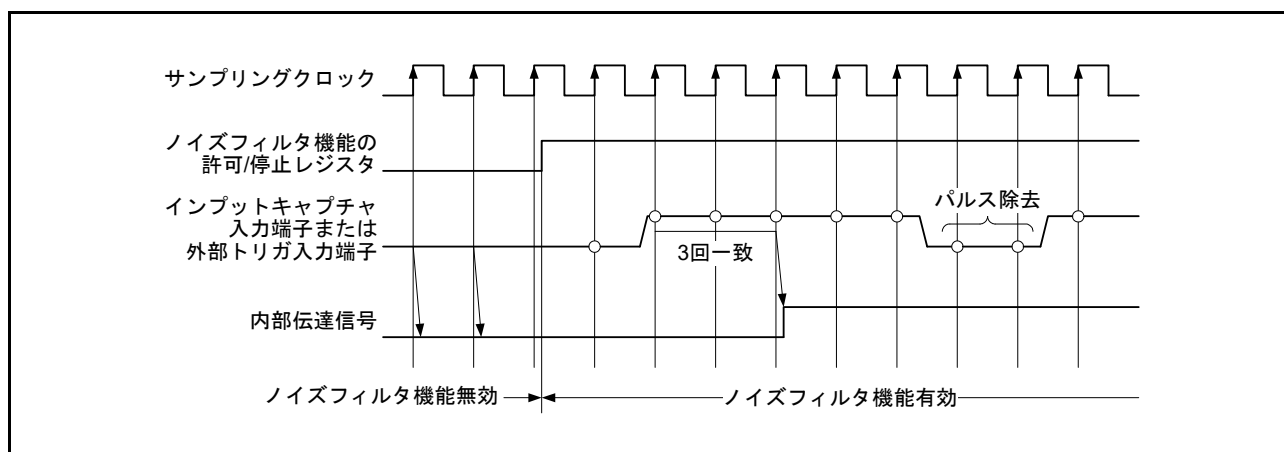 サンプリングクロック
ノイズフィルタ機能の
許可/停止レジスタ
インプットキャプチャ
入力端子または
外部トリガ入力端子
パルス除去
3回一致
内部伝達信号
ノイズフィルタ機能無効
ノイズフィルタ機能有効